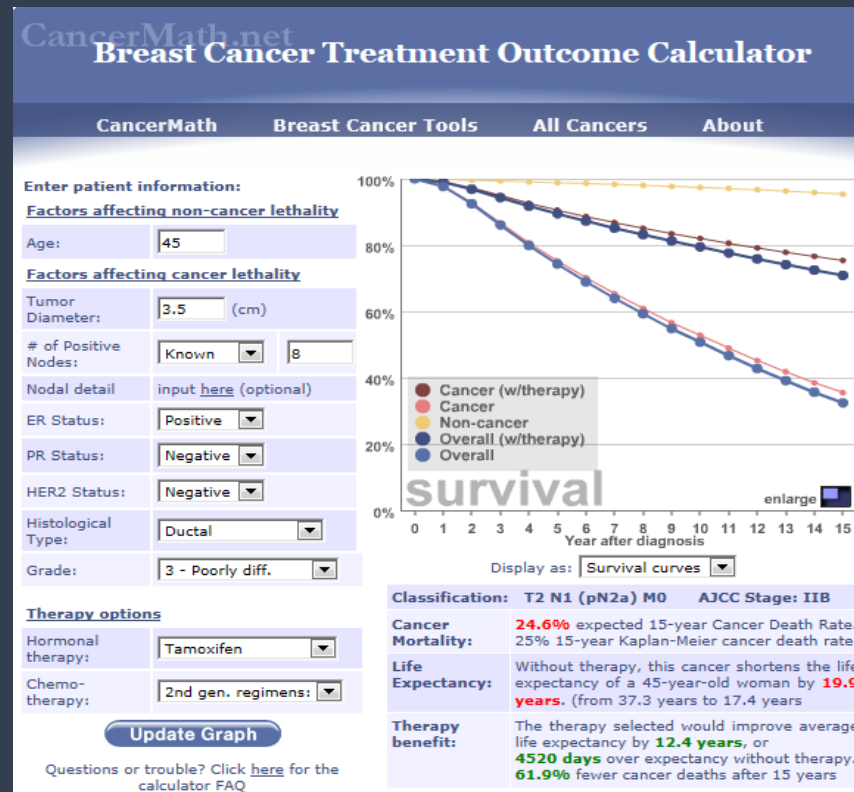 CancerMath.net
Breast Cancer Treatment Outcome Calculator
CancerMath Breast Cancer Tools All Cancers About
Enter patient information:
Factors affecting non-cancer lethality
Age: 45
Factors affecting cancer lethality
Tumor
Diameter: 3.5 (cm)
# of Positive
Nodes: Known 8
Nodal detail input here (optional)
ER Status: Positive
PR Status: Negative
HER2 Status: Negative
Histological
Type: Ductal
Grade: 3 - Poorly diff.
Therapy options
Hormonal
therapy: Tamoxifen
Chemo-
therapy: 2nd gen. regimens:
Update Graph
Questions or trouble? Click here for the
calculator FAQ
100%
80%
60%
40%
20%
0%
Cancer (w/therapy)
Cancer
Non-cancer
Overall (w/therapy)
Overall
survival
enlarge
0 1 2 3 4 5 6 7 8 9 10 11 12 13 14 15
Year after diagnosis
Display as: Survival curves
Classification: T2 N1 (pN2a) M0 AJCC Stage: IIB
Cancer
Mortality:
24.6% expected 15-year Cancer Death Rate.
25% 15-year Kaplan-Meier cancer death rate
Life
Expectancy:
Without therapy, this cancer shortens the life
expectancy of a 45-year-old woman by 19.9
years. (from 37.3 years to 17.4 years
Therapy
benefit:
The therapy selected would improve average
life expectancy by 12.4 years, or
4520 days over expectancy without therapy.
61.9% fewer cancer deaths after 15 years